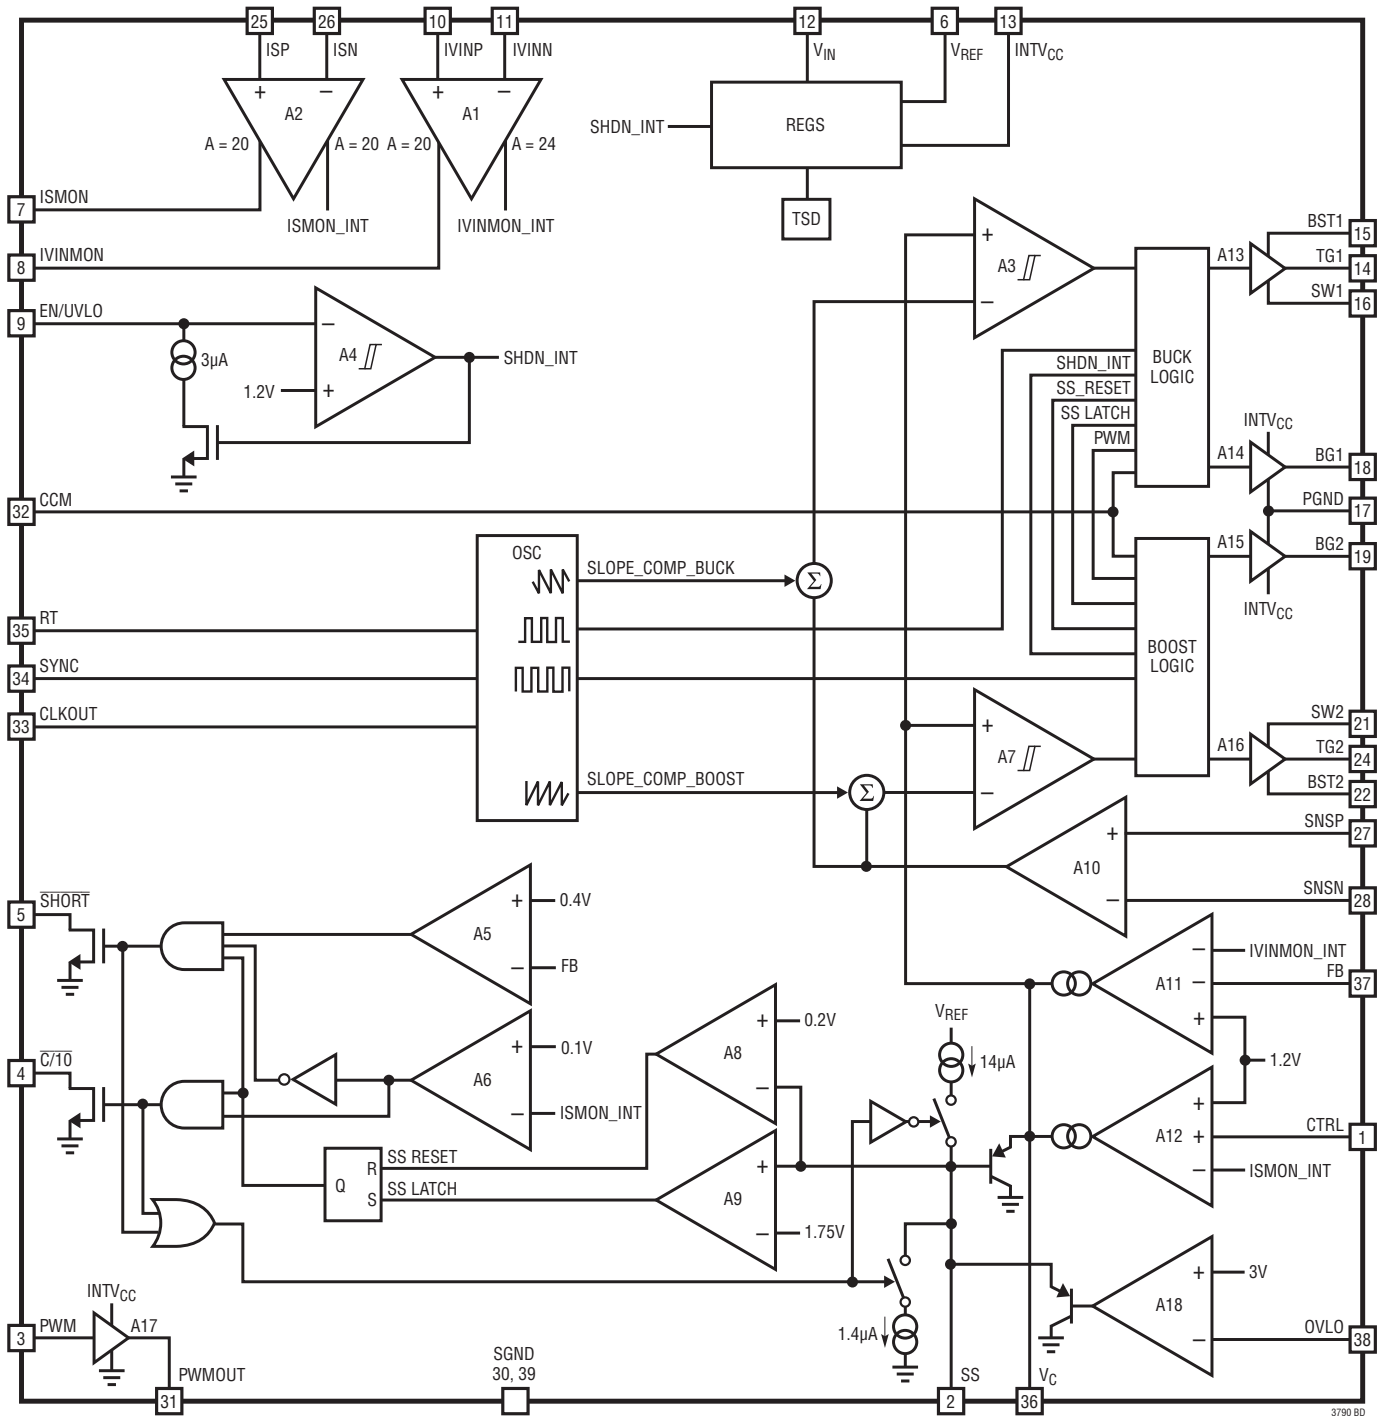 25 26 10 11 12 6 13
ISP ISN IVINP IVINN VIN VREF INTVCC
+ – A2 + – A1
A = 20 A = 20 A = 20 A = 24
SHDN_INT REGS
TSD
7 ISMON
ISMON_INT IVINMON_INT
8 IVINMON
9 EN/UVLO
3µA
– A4 +
1.2V
SHDN_INT
+ A3 –
BUCK
LOGIC
SHDN_INT
SS_RESET
SS LATCH
PWM
A13
BST1 15
TG1 14
SW1 16
INTVCC
A14
BG1 18
PGND 17
A15
BG2 19
INTVCC
32 CCM
OSC
SLOPE_COMP_BUCK
Σ
35 RT
34 SYNC
33 CLKOUT
SLOPE_COMP_BOOST
Σ
BOOST
LOGIC
+ A7 –
A16
SW2 21
TG2 24
BST2 22
SNSP 27
+ A10 –
SNSN 28
5 SHORT
+ 0.4V
A5
– FB
IVINMON_INT
– A11 – +
FB 37
1.2V
4 C/10
+ 0.1V
A6
– ISMON_INT
+ 0.2V
A8
–
VREF
14µA
+ A12 + –
CTRL 1
ISMON_INT
Q R S
SS RESET
SS LATCH
+ A9 –
1.75V
INTVCC
3 PWM A17
PWMOUT
31
SGND
30, 39
1.4µA
SS
2
VC
36
+ 3V
A18
–
OVLO 38
3790 BD